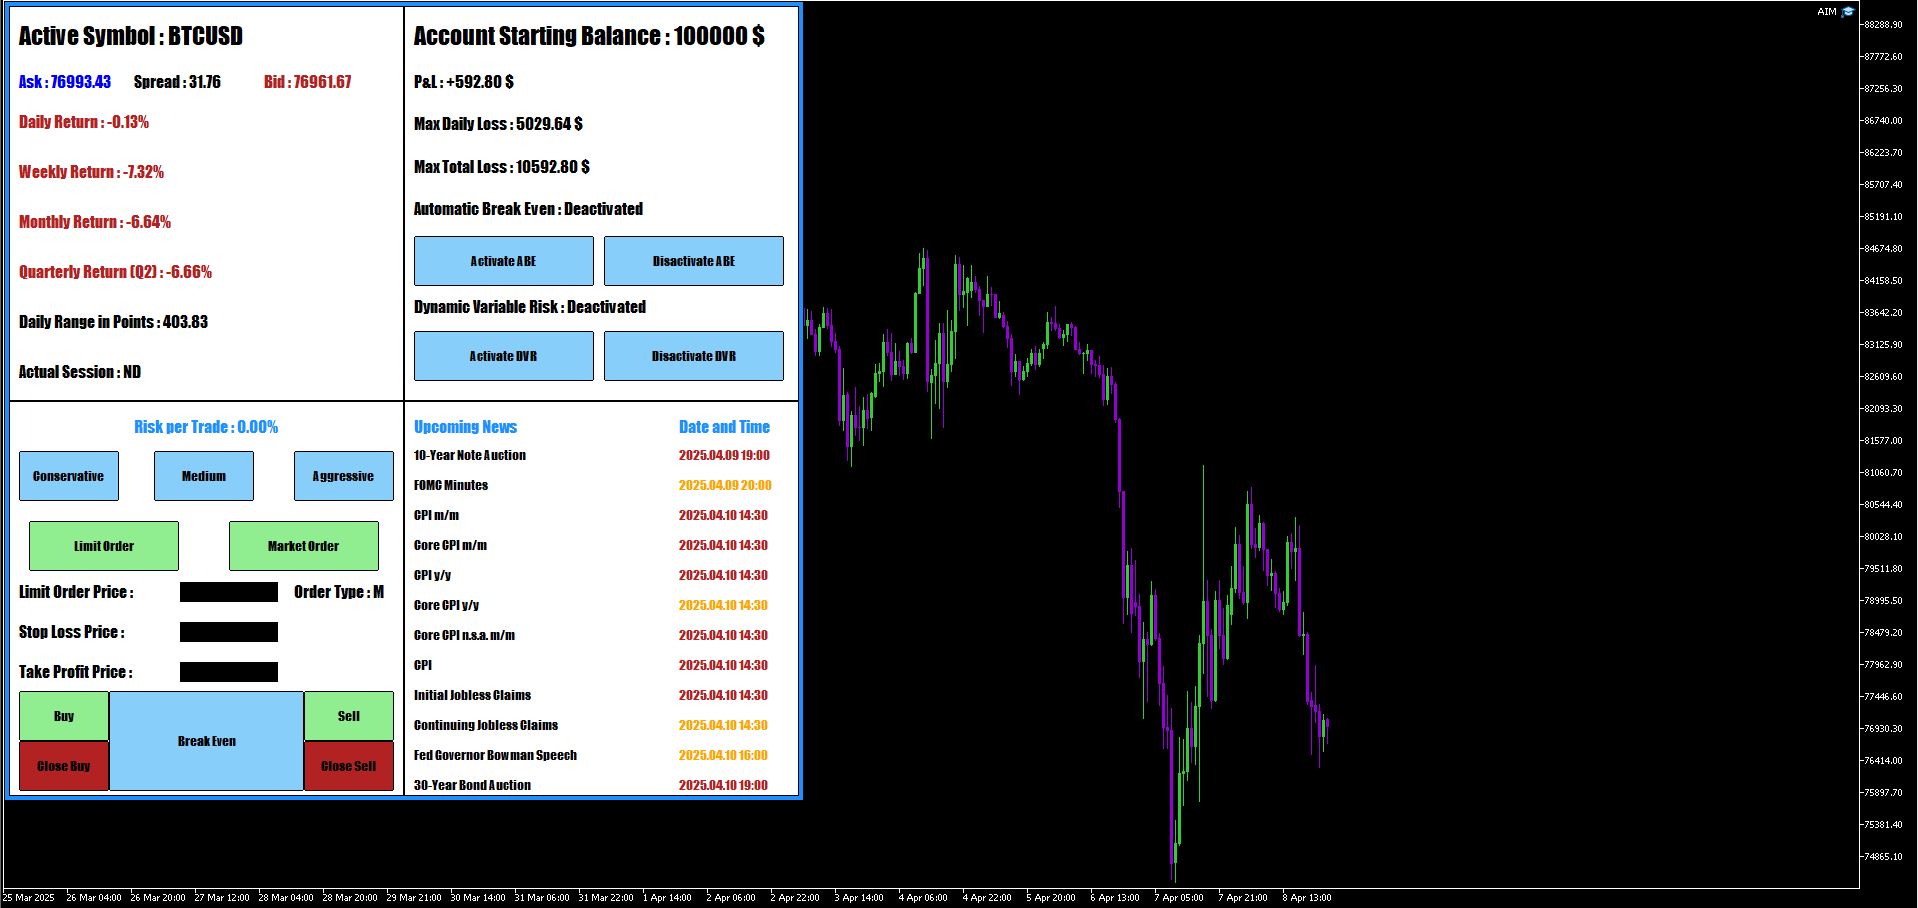 Active Symbol : BTCUSD
Ask : 76993.43 Spread : 31.76 Bid : 76961.67
Daily Return : -0.13%
Weekly Return : -7.32%
Monthly Return : -6.64%
Quarterly Return (Q2) : -6.66%
Daily Range in Points : 403.83
Actual Session : ND
Account Starting Balance : 100000 $
P&L : +592.80 $
Max Daily Loss : 5029.64 $
Max Total Loss : 10592.80 $
Automatic Break Even : Deactivated
Activate ABE Disactivate ABE
Dynamic Variable Risk : Deactivated
Activate DVR Disactivate DVR
Risk per Trade : 0.00%
Conservative Medium Aggressive
Limit Order Market Order
Limit Order Price : Order Type : M
Stop Loss Price :
Take Profit Price :
Buy Break Even Sell
Close Buy Close Sell
Upcoming News Date and Time
10-Year Note Auction 2025.04.09 19:00
FOMC Minutes 2025.04.09 20:00
CPI m/m 2025.04.10 14:30
Core CPI m/m 2025.04.10 14:30
CPI y/y 2025.04.10 14:30
Core CPI y/y 2025.04.10 14:30
Core CPI n.s.a. m/m 2025.04.10 14:30
CPI 2025.04.10 14:30
Initial Jobless Claims 2025.04.10 14:30
Continuing Jobless Claims 2025.04.10 14:30
Fed Governor Bowman Speech 2025.04.10 16:00
30-Year Bond Auction 2025.04.10 19:00
AIM
88288.90
87772.60
87256.30
86740.00
86223.70
85707.40
85191.10
84674.80
84158.50
83642.20
83125.90
82609.60
82093.30
81577.00
81060.70
80544.40
80028.10
79511.80
78995.50
78479.20
77962.90
77446.60
76930.30
76414.00
75897.70
75381.40
74865.10
25 Mar 2025 26 Mar 04:00 26 Mar 20:00 27 Mar 12:00 28 Mar 04:00 28 Mar 20:00 29 Mar 21:00 30 Mar 14:00 31 Mar 06:00 31 Mar 22:00 1 Apr 14:00 2 Apr 06:00 2 Apr 22:00 3 Apr 14:00 4 Apr 06:00 4 Apr 22:00 5 Apr 20:00 6 Apr 13:00 7 Apr 05:00 7 Apr 21:00 8 Apr 13:00